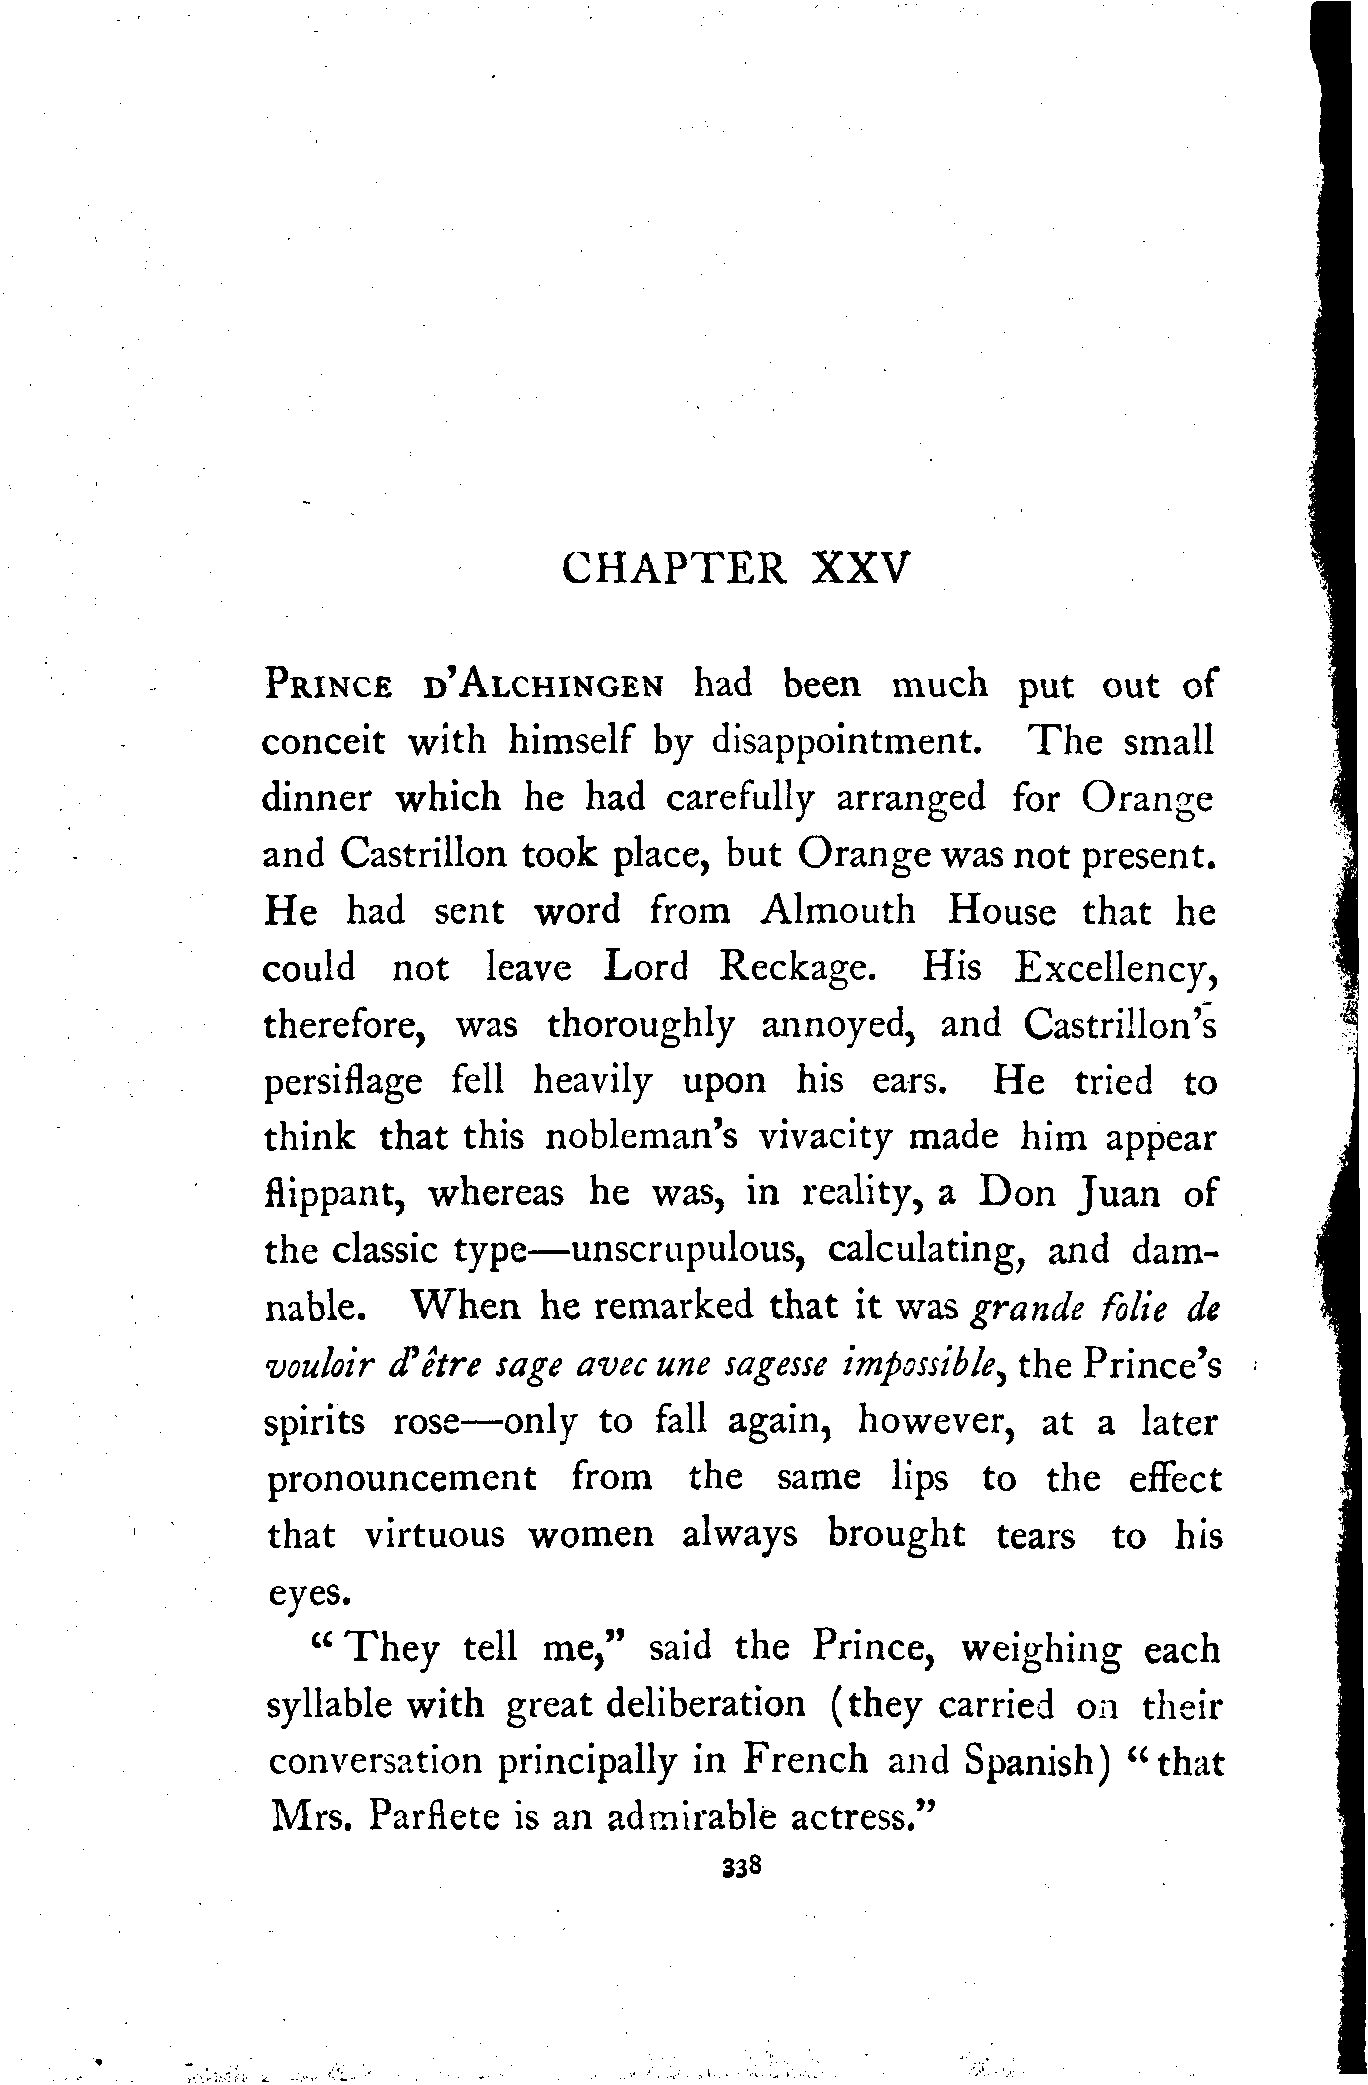 CHAPTER XXV
PRINCE D'ALCHINGEN had been much put out of
conceit with himself by disappointment. The small
dinner which he had carefully arranged for Orange
and Castrillon took place, but Orange was not present.
He had sent word from Almouth House that he
could not leave Lord Reckage. His Excellency,
therefore, was thoroughly annoyed, and Castrillon's
persiflage fell heavily upon his ears. He tried to
think that this nobleman's vivacity made him appear
flippant, whereas he was, in reality, a Don Juan of
the classic type—unscrupulous, calculating, and dam-
nable. When he remarked that it was grande folie de
vouloir d'être sage avec une sagesse impossible, the Prince's
spirits rose—only to fall again, however, at a later
pronouncement from the same lips to the effect
that virtuous women always brought tears to his
eyes.
"They tell me," said the Prince, weighing each
syllable with great deliberation (they carried on their
conversation principally in French and Spanish) "that
Mrs. Parflete is an admirable actress."
338